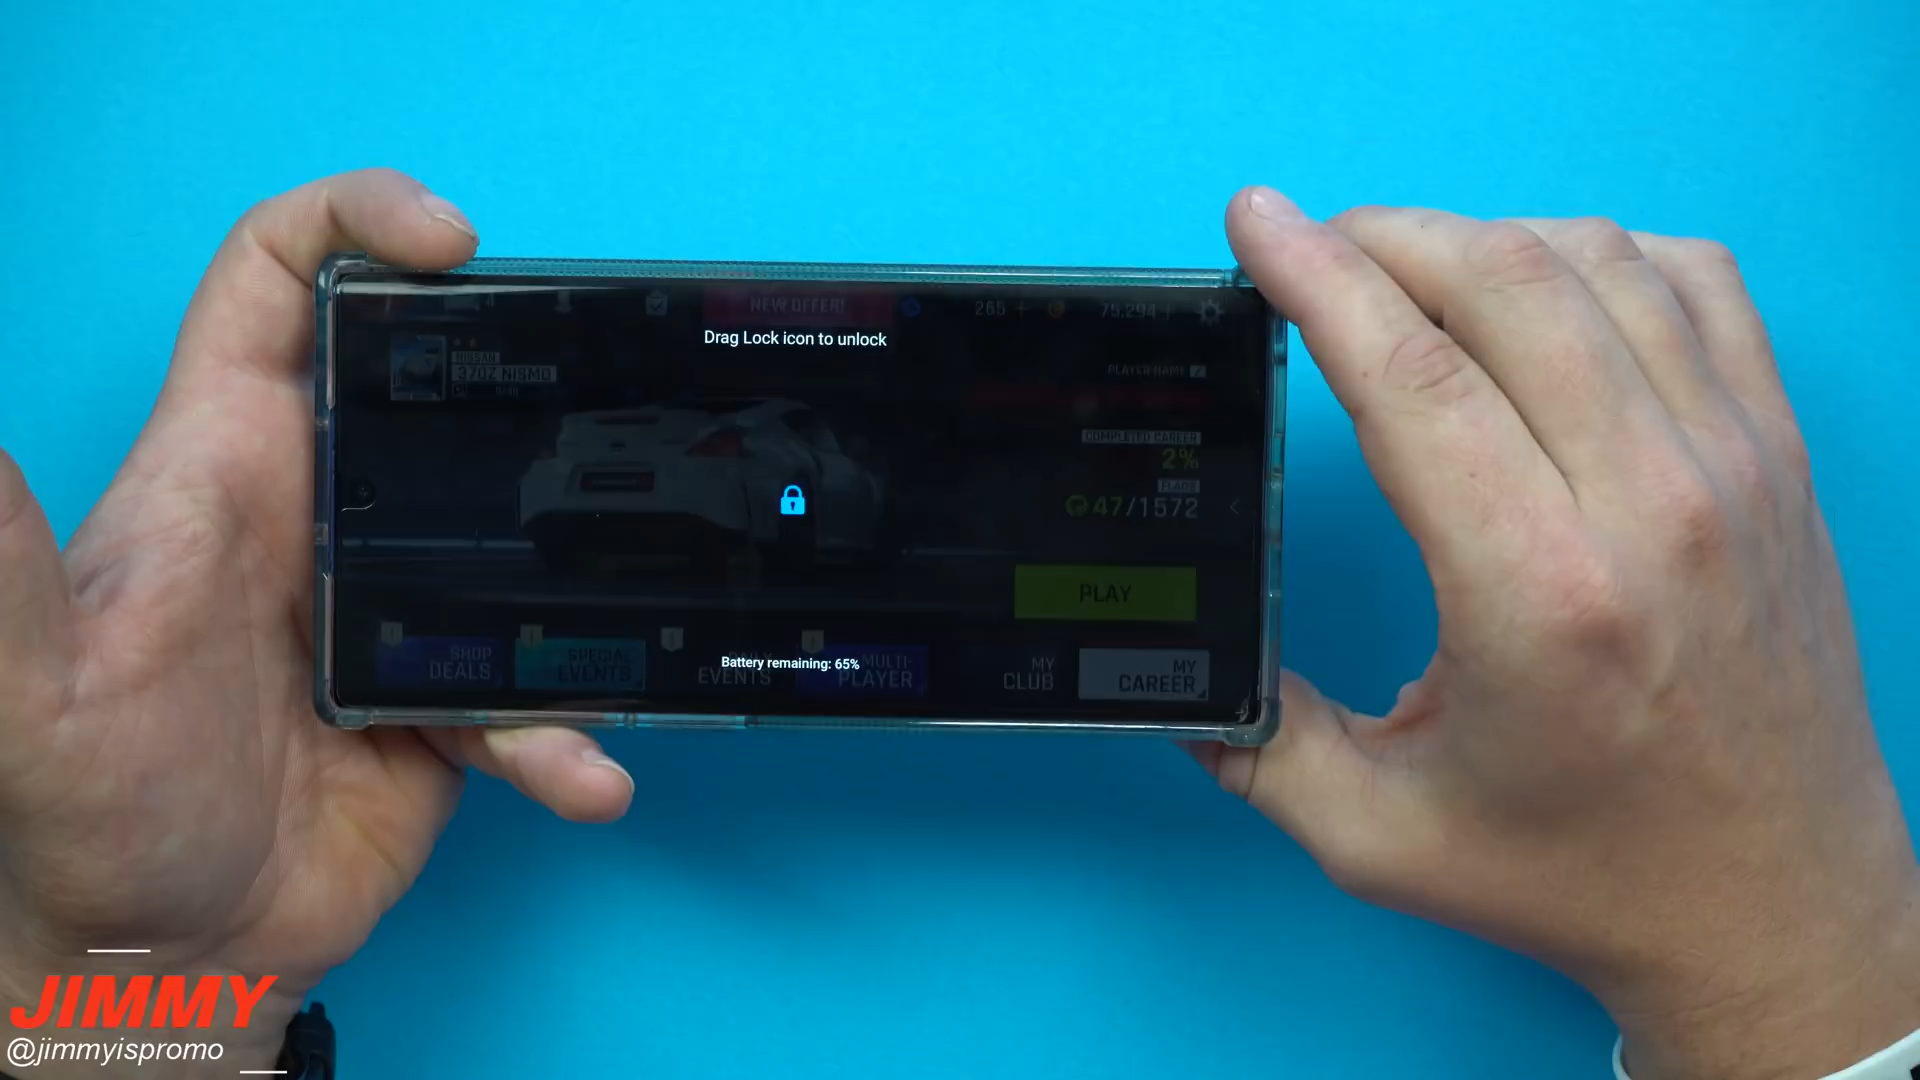 NEW OFFER!
265 +
75,294 +
Drag Lock icon to unlock
NISSAN
370Z NISMO
PLAYER NAME
COMPLETED CAREER
2%
FLAGS
47/1572
PLAY
SHOP
DEALS
SPECIAL
EVENTS
DAILY
EVENTS
Battery remaining: 65%
MULTI-
PLAYER
MY
CLUB
MY
CAREER
JIMMY
@jimmyispromo